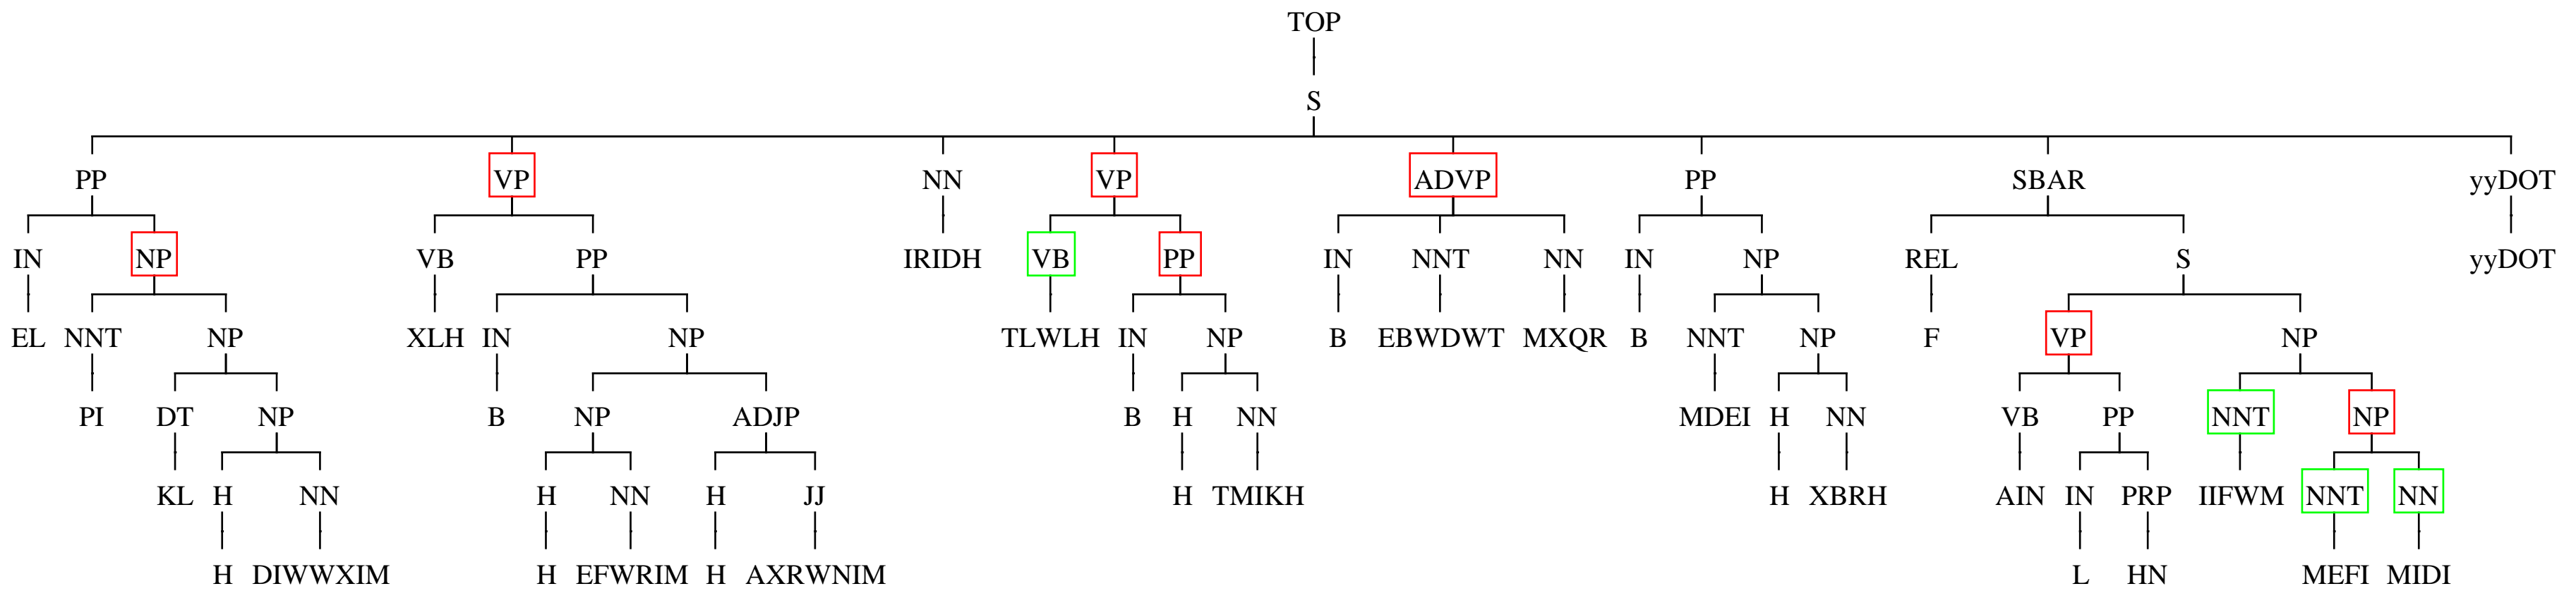 TOP
S
PP VP NN VP ADVP PP SBAR yyDOT
IN NP VB PP IRIDH VB PP IN NNT NN IN NP REL S yyDOT
EL NNT NP XLH IN NP TLWLH IN NP B EBWDWT MXQR B NNT NP F VP NP
PI DT NP B NP ADJP B H NN MDEI H NN VB PP NNT NP
KL H NN H NN H JJ H TMIKH H XBRH AIN IN PRP IIFWM NNT NN
H DIWWXIM H EFWRIM H AXRWNIM L HN MEFI MIDI